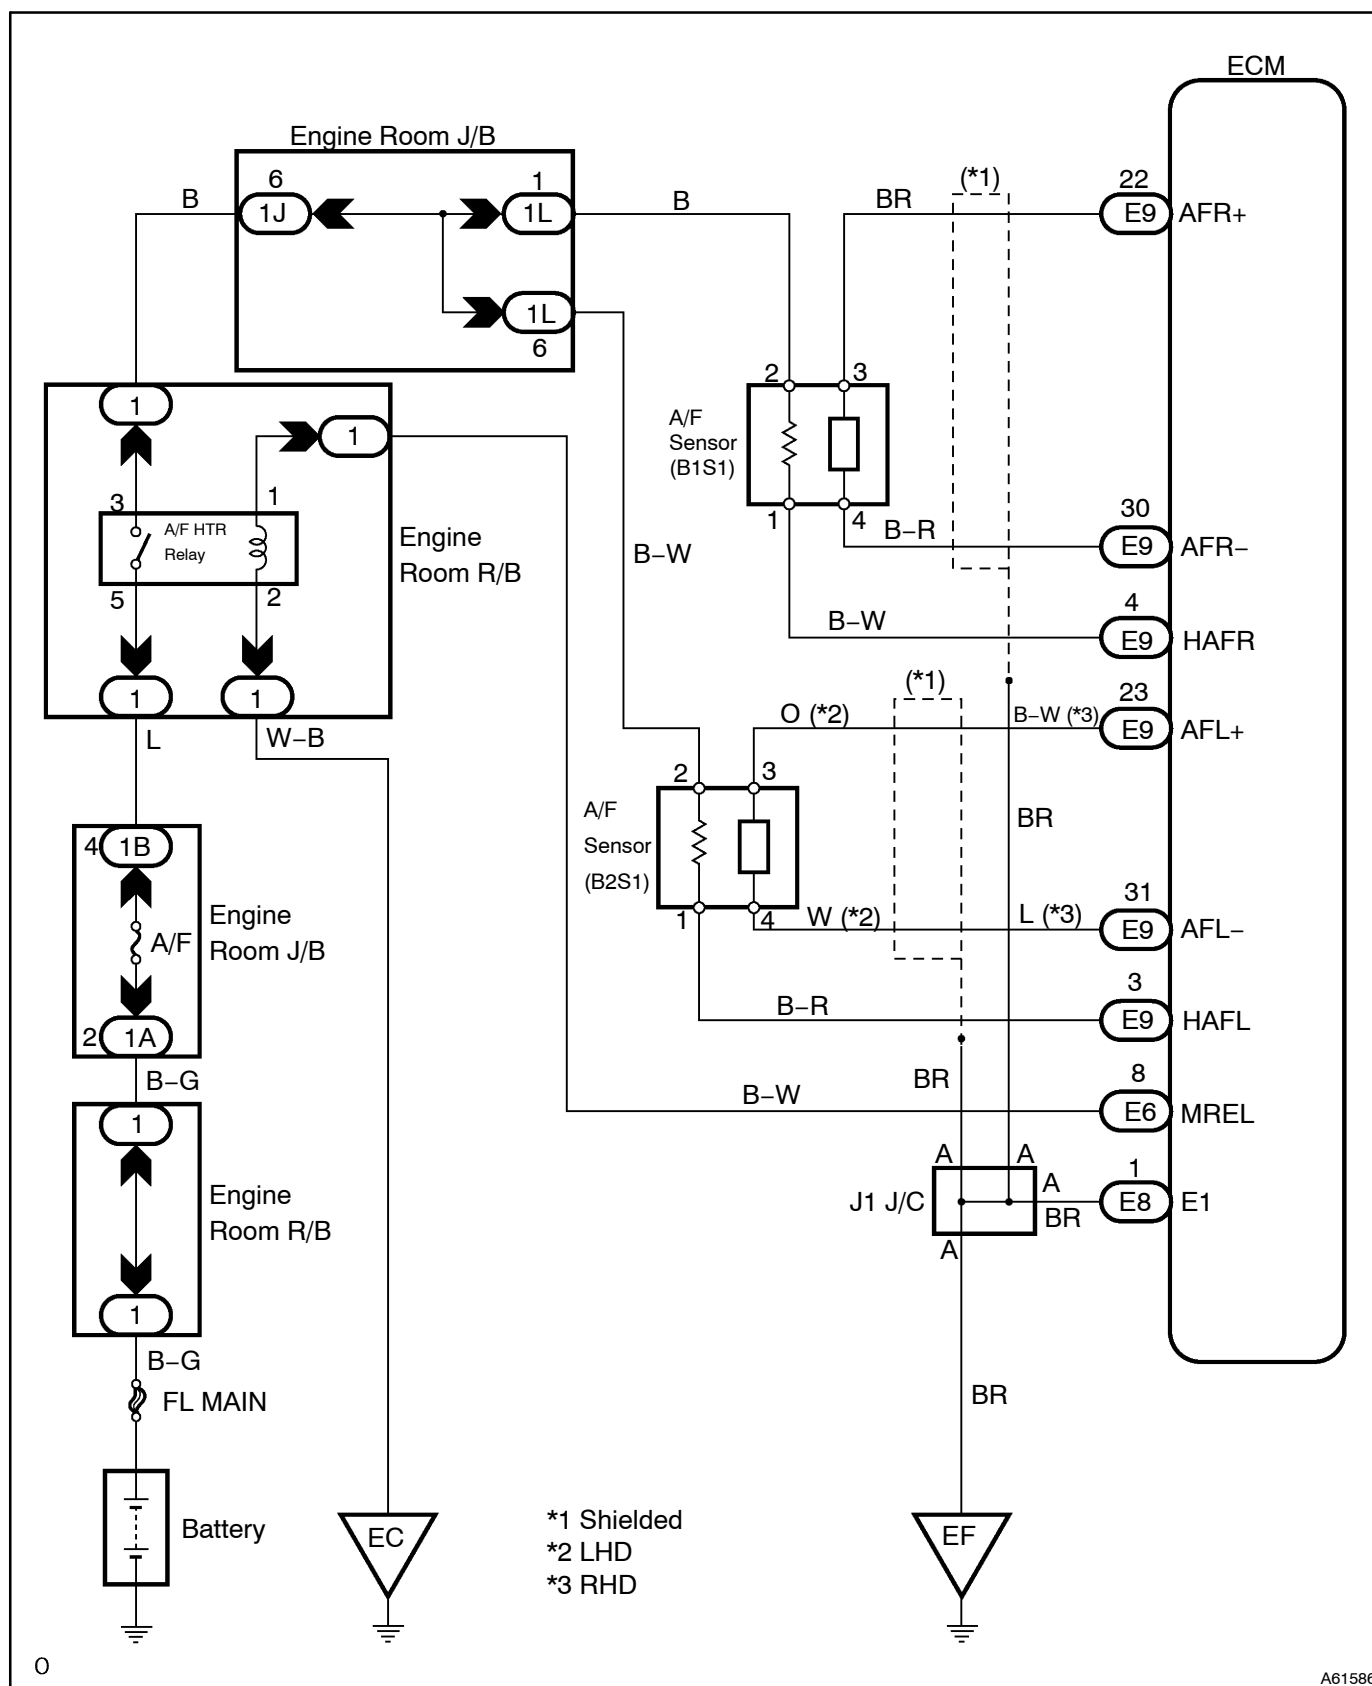 ECM
Engine Room J/B
6
1
(*1)
22
B
1J
1L
B
BR
E9
AFR+
1L
6
2
3
1
1
A/F
Sensor
(B1S1)
3
1
1
4
30
A/F HTR
Relay
Engine
Room R/B
B–W
B–R
E9
AFR–
5
2
4
B–W
E9
HAFR
1
1
(*1)
23
L
W–B
O (*2)
B–W (*3)
E9
AFL+
2
3
A/F
Sensor
(B2S1)
BR
4
1B
31
1
4
W (*2)
L (*3)
E9
AFL–
Engine
Room J/B
A/F
3
B–R
E9
HAFL
2
1A
B–G
BR
8
B–W
E6
MREL
1
A
A
1
A
J1 J/C
E8
E1
BR
Engine
Room R/B
A
1
B–G
FL MAIN
BR
Battery
EC
*1 Shielded
*2 LHD
*3 RHD
EF
O
A61586